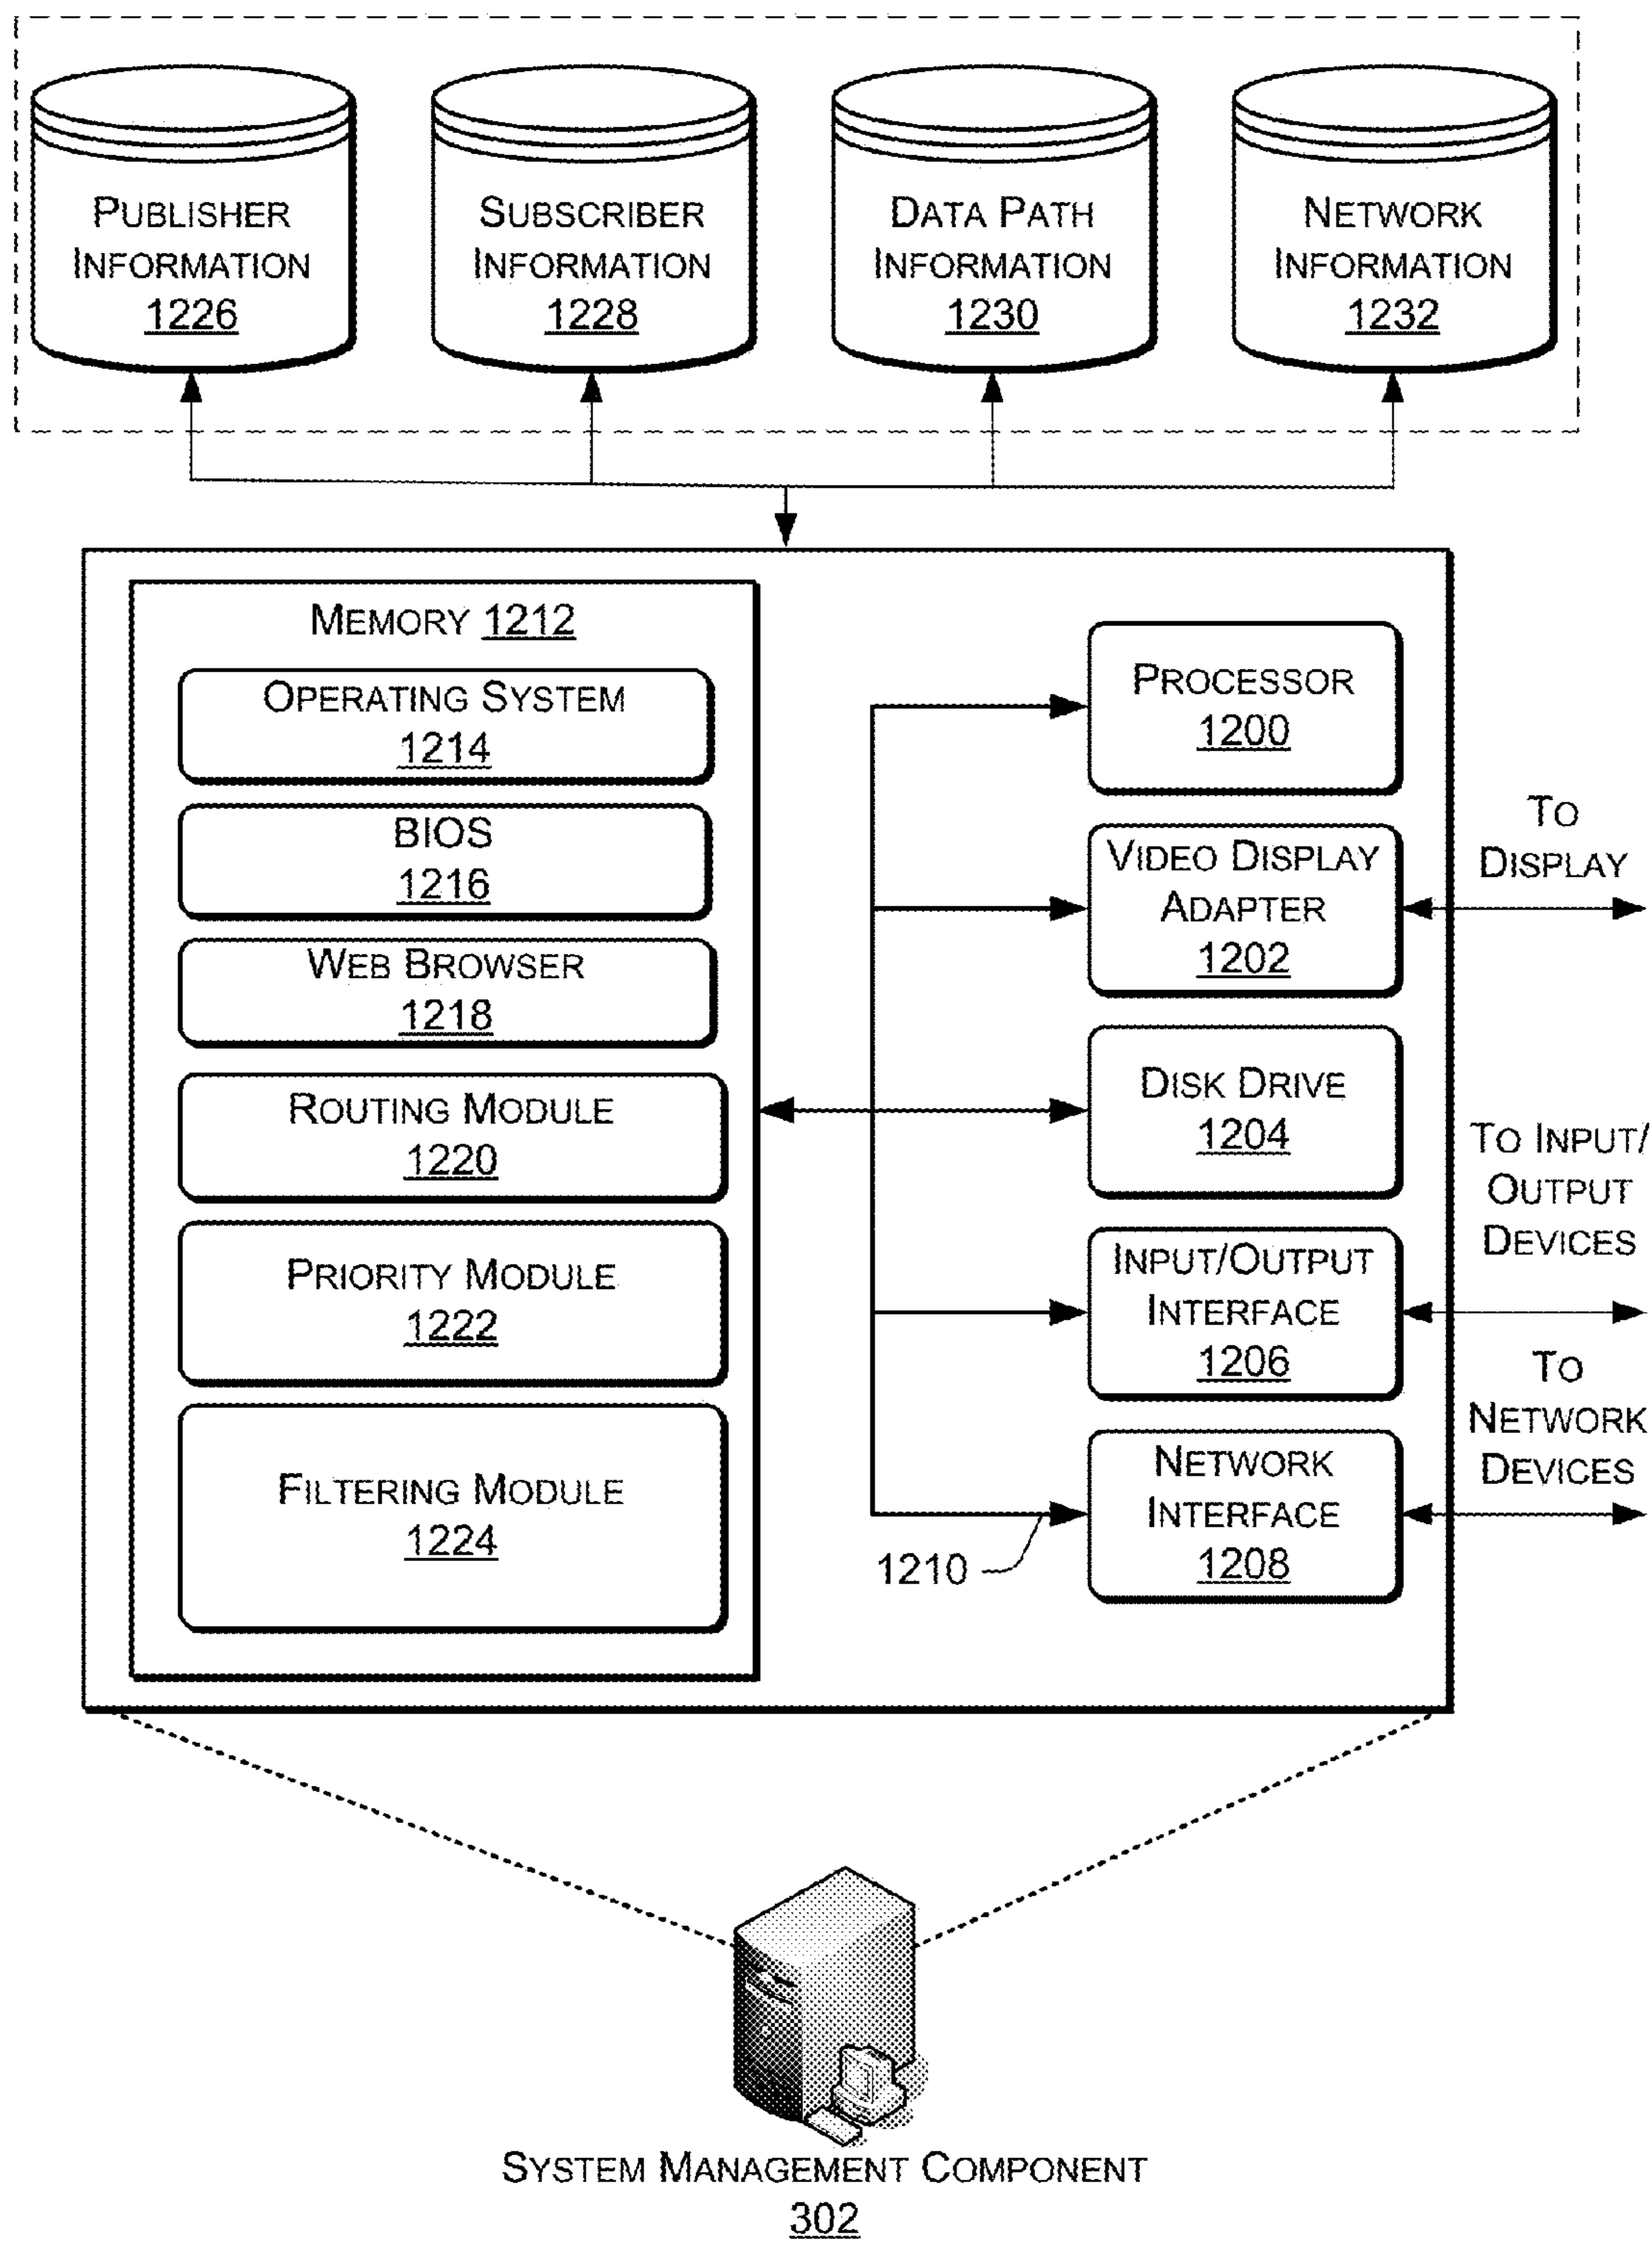 PUBLISHER
INFORMATION
1226
SUBSCRIBER
INFORMATION
1228
DATA PATH
INFORMATION
1230
NETWORK
INFORMATION
1232
MEMORY 1212
OPERATING SYSTEM
1214
BIOS
1216
WEB BROWSER
1218
ROUTING MODULE
1220
PRIORITY MODULE
1222
FILTERING MODULE
1224
PROCESSOR
1200
VIDEO DISPLAY
ADAPTER
1202
DISK DRIVE
1204
INPUT/OUTPUT
INTERFACE
1206
NETWORK
INTERFACE
1208
1210
TO
DISPLAY
TO INPUT/
OUTPUT
DEVICES
TO
NETWORK
DEVICES
SYSTEM MANAGEMENT COMPONENT
302